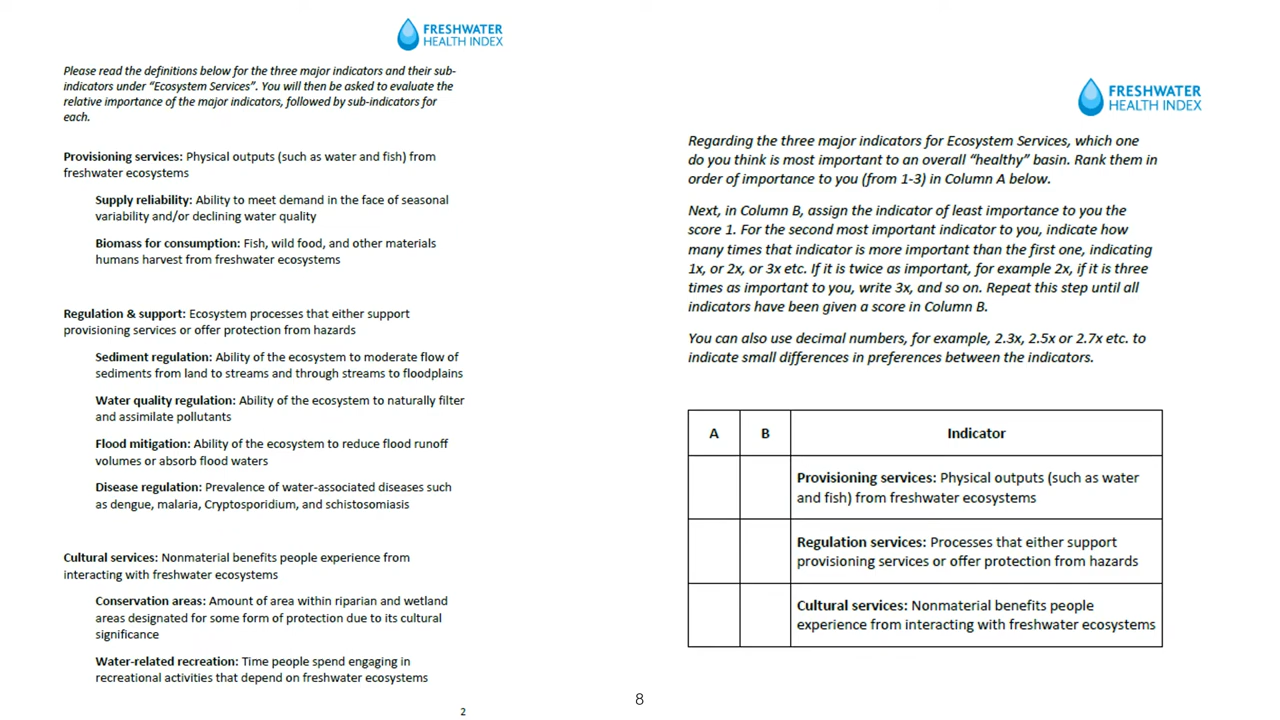 FRESHWATER
HEALTH INDEX
Please read the definitions below for the three major indicators and their sub-
indicators under “Ecosystem Services”. You will then be asked to evaluate the
relative importance of the major indicators, followed by sub-indicators for
each.
Provisioning services: Physical outputs (such as water and fish) from
freshwater ecosystems
Supply reliability: Ability to meet demand in the face of seasonal
variability and/or declining water quality
Biomass for consumption: Fish, wild food, and other materials
humans harvest from freshwater ecosystems
Regulation & support: Ecosystem processes that either support
provisioning services or offer protection from hazards
Sediment regulation: Ability of the ecosystem to moderate flow of
sediments from land to streams and through streams to floodplains
Water quality regulation: Ability of the ecosystem to naturally filter
and assimilate pollutants
Flood mitigation: Ability of the ecosystem to reduce flood runoff
volumes or absorb flood waters
Disease regulation: Prevalence of water-associated diseases such
as dengue, malaria, Cryptosporidium, and schistosomiasis
Cultural services: Nonmaterial benefits people experience from
interacting with freshwater ecosystems
Conservation areas: Amount of area within riparian and wetland
areas designated for some form of protection due to its cultural
significance
Water-related recreation: Time people spend engaging in
recreational activities that depend on freshwater ecosystems
2
FRESHWATER
HEALTH INDEX
Regarding the three major indicators for Ecosystem Services, which one
do you think is most important to an overall “healthy” basin. Rank them in
order of importance to you (from 1-3) in Column A below.
Next, in Column B, assign the indicator of least importance to you the
score 1. For the second most important indicator to you, indicate how
many times that indicator is more important than the first one, indicating
1x, or 2x, or 3x etc. If it is twice as important, for example 2x, if it is three
times as important to you, write 3x, and so on. Repeat this step until all
indicators have been given a score in Column B.
You can also use decimal numbers, for example, 2.3x, 2.5x or 2.7x etc. to
indicate small differences in preferences between the indicators.
A B Indicator
Provisioning services: Physical outputs (such as water
and fish) from freshwater ecosystems
Regulation services: Processes that either support
provisioning services or offer protection from hazards
Cultural services: Nonmaterial benefits people
experience from interacting with freshwater ecosystems
8